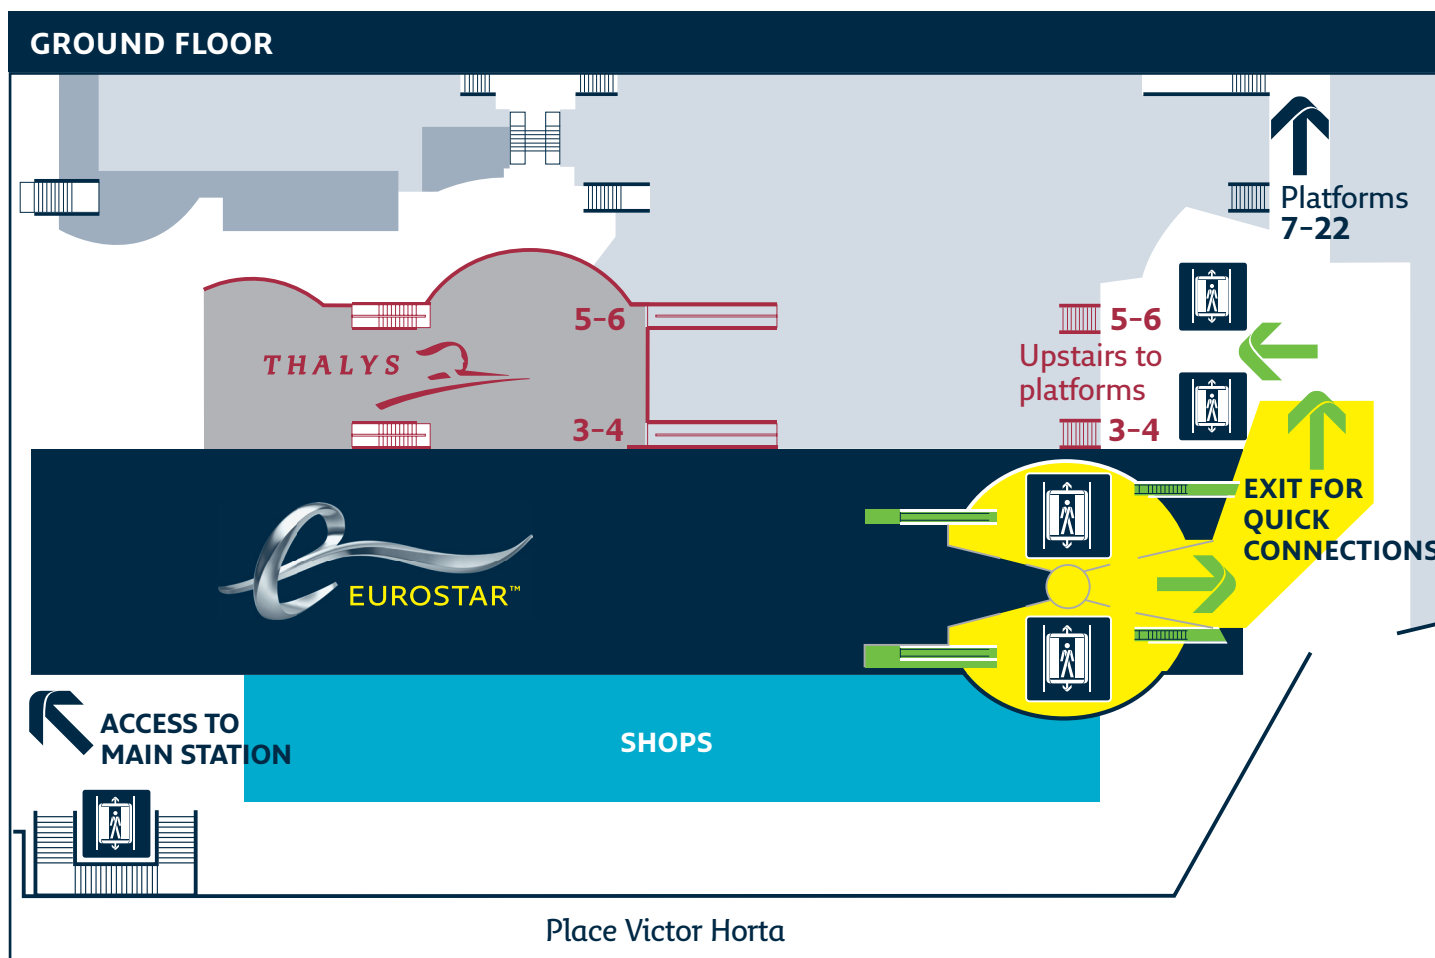 GROUND FLOOR
Platforms
7–22
5–6
5–6
THALYS
Upstairs to
platforms
3–4
3–4
EXIT FOR
QUICK
CONNECTIONS
EUROSTAR™
ACCESS TO
MAIN STATION
SHOPS
Place Victor Horta